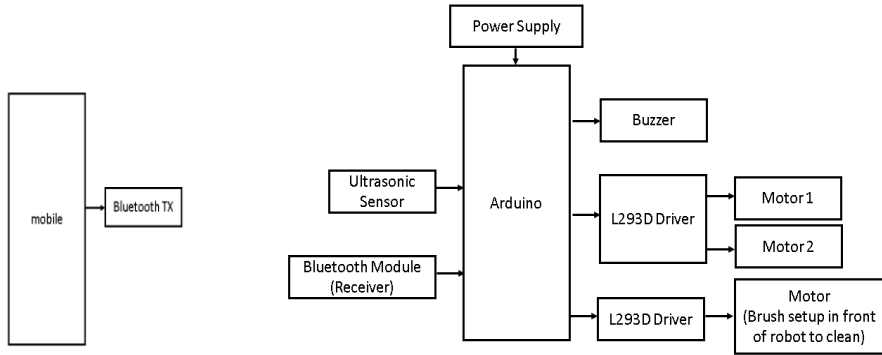 Power Supply
mobile
Bluetooth TX
Ultrasonic
Sensor
Bluetooth Module
(Receiver)
Arduino
Buzzer
L293D Driver
Motor 1
Motor 2
L293D Driver
Motor
(Brush setup in front
of robot to clean)